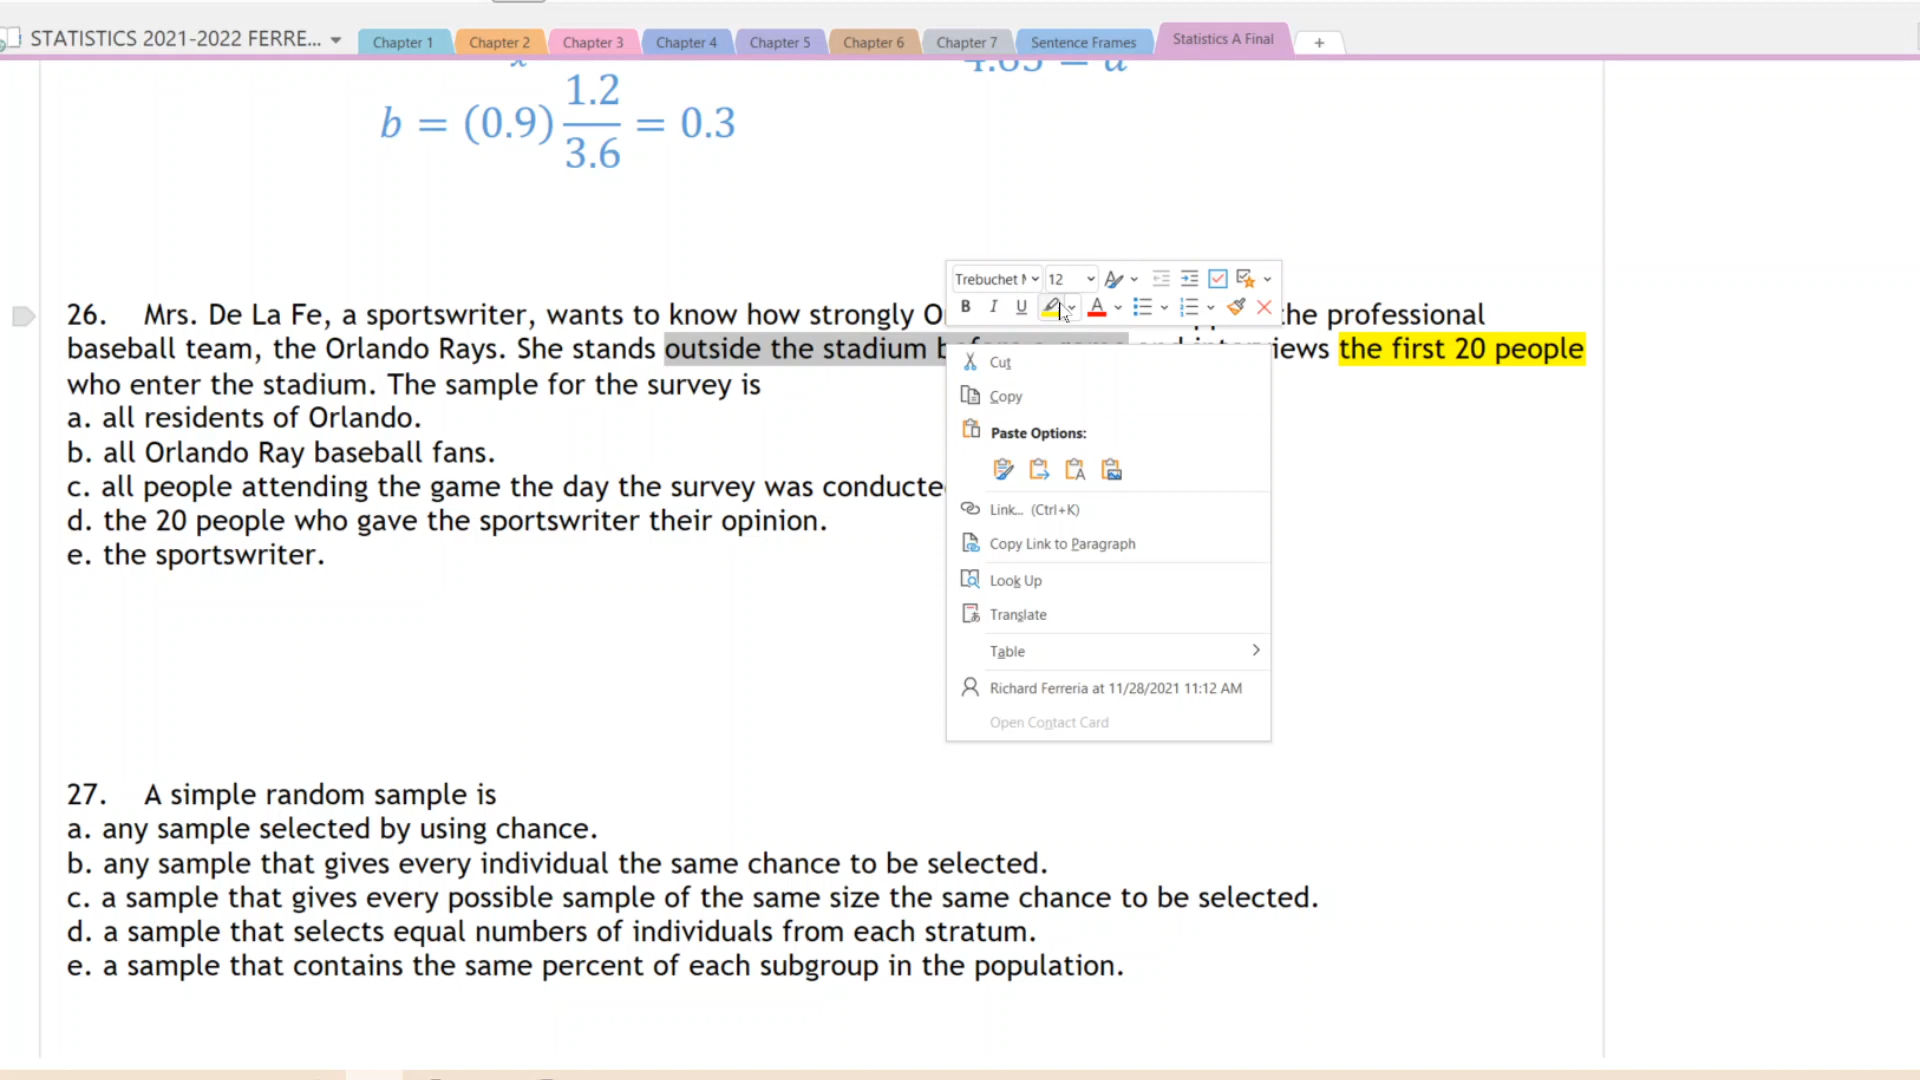 STATISTICS 2021-2022 FERRE...
Chapter 1
Chapter 2
Chapter 3
Chapter 4
Chapter 5
Chapter 6
Chapter 7
Sentence Frames
Statistics A Final
+
b = (0.9) 1.2/3.6 = 0.3
26. Mrs. De La Fe, a sportswriter, wants to know how strongly the professional
baseball team, the Orlando Rays. She stands outside the stadium the first 20 people
who enter the stadium. The sample for the survey is
a. all residents of Orlando.
b. all Orlando Ray baseball fans.
c. all people attending the game the day the survey was
d. the 20 people who gave the sportswriter their opinion.
e. the sportswriter.
Trebuchet
12
B I U
A
Cut
Copy
Paste Options:
Link... (Ctrl+K)
Copy Link to Paragraph
Look Up
Translate
Table
Richard Ferreria at 11/28/2021 11:12 AM
Open Contact Card
27. A simple random sample is
a. any sample selected by using chance.
b. any sample that gives every individual the same chance to be selected.
c. a sample that gives every possible sample of the same size the same chance to be selected.
d. a sample that selects equal numbers of individuals from each stratum.
e. a sample that contains the same percent of each subgroup in the population.